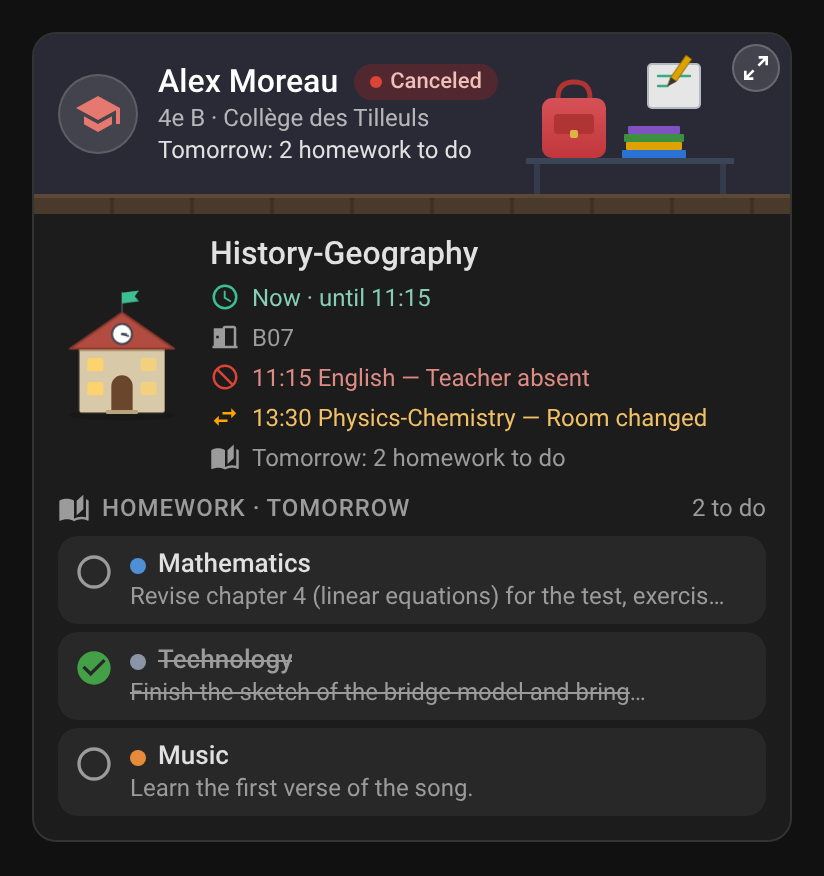 Alex Moreau
Canceled
4e B · Collège des Tilleuls
Tomorrow: 2 homework to do
History-Geography
Now · until 11:15
B07
11:15 English — Teacher absent
13:30 Physics-Chemistry — Room changed
Tomorrow: 2 homework to do
HOMEWORK · TOMORROW
2 to do
Mathematics
Revise chapter 4 (linear equations) for the test, exercis…
Technology
Finish the sketch of the bridge model and bring…
Music
Learn the first verse of the song.